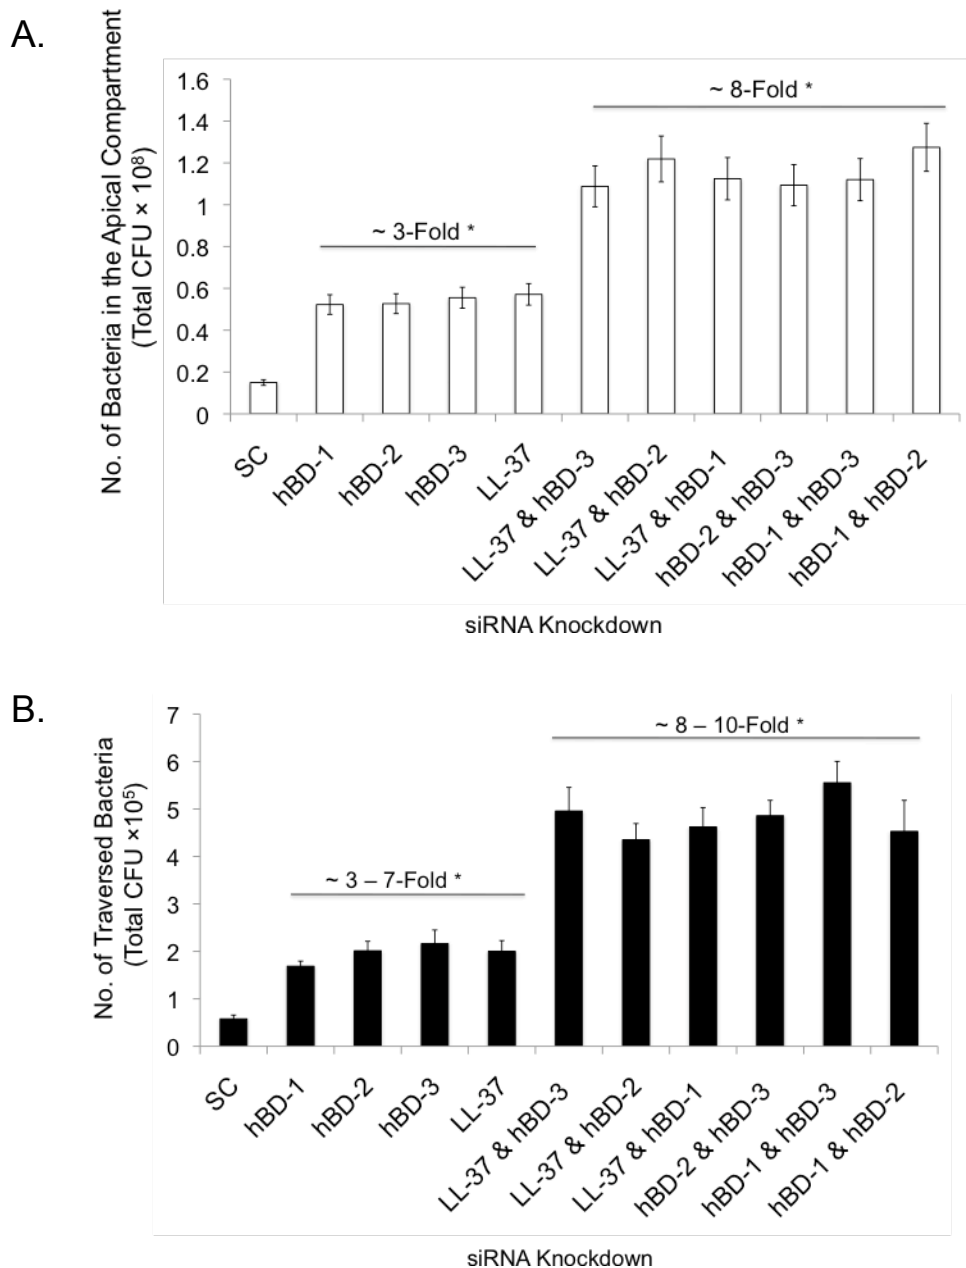 A.
No. of Bacteria in the Apical Compartment
(Total CFU × 10⁸)
1.6
1.4
1.2
1
0.8
0.6
0.4
0.2
0
~ 3-Fold *
~ 8-Fold *
SC
hBD-1
hBD-2
hBD-3
LL-37
LL-37 & hBD-3
LL-37 & hBD-2
LL-37 & hBD-1
hBD-2 & hBD-3
hBD-1 & hBD-3
hBD-1 & hBD-2
siRNA Knockdown
B.
No. of Traversed Bacteria
(Total CFU ×10⁵)
7
6
5
4
3
2
1
0
~ 3 – 7-Fold *
~ 8 – 10-Fold *
SC
hBD-1
hBD-2
hBD-3
LL-37
LL-37 & hBD-3
LL-37 & hBD-2
LL-37 & hBD-1
hBD-2 & hBD-3
hBD-1 & hBD-3
hBD-1 & hBD-2
siRNA Knockdown